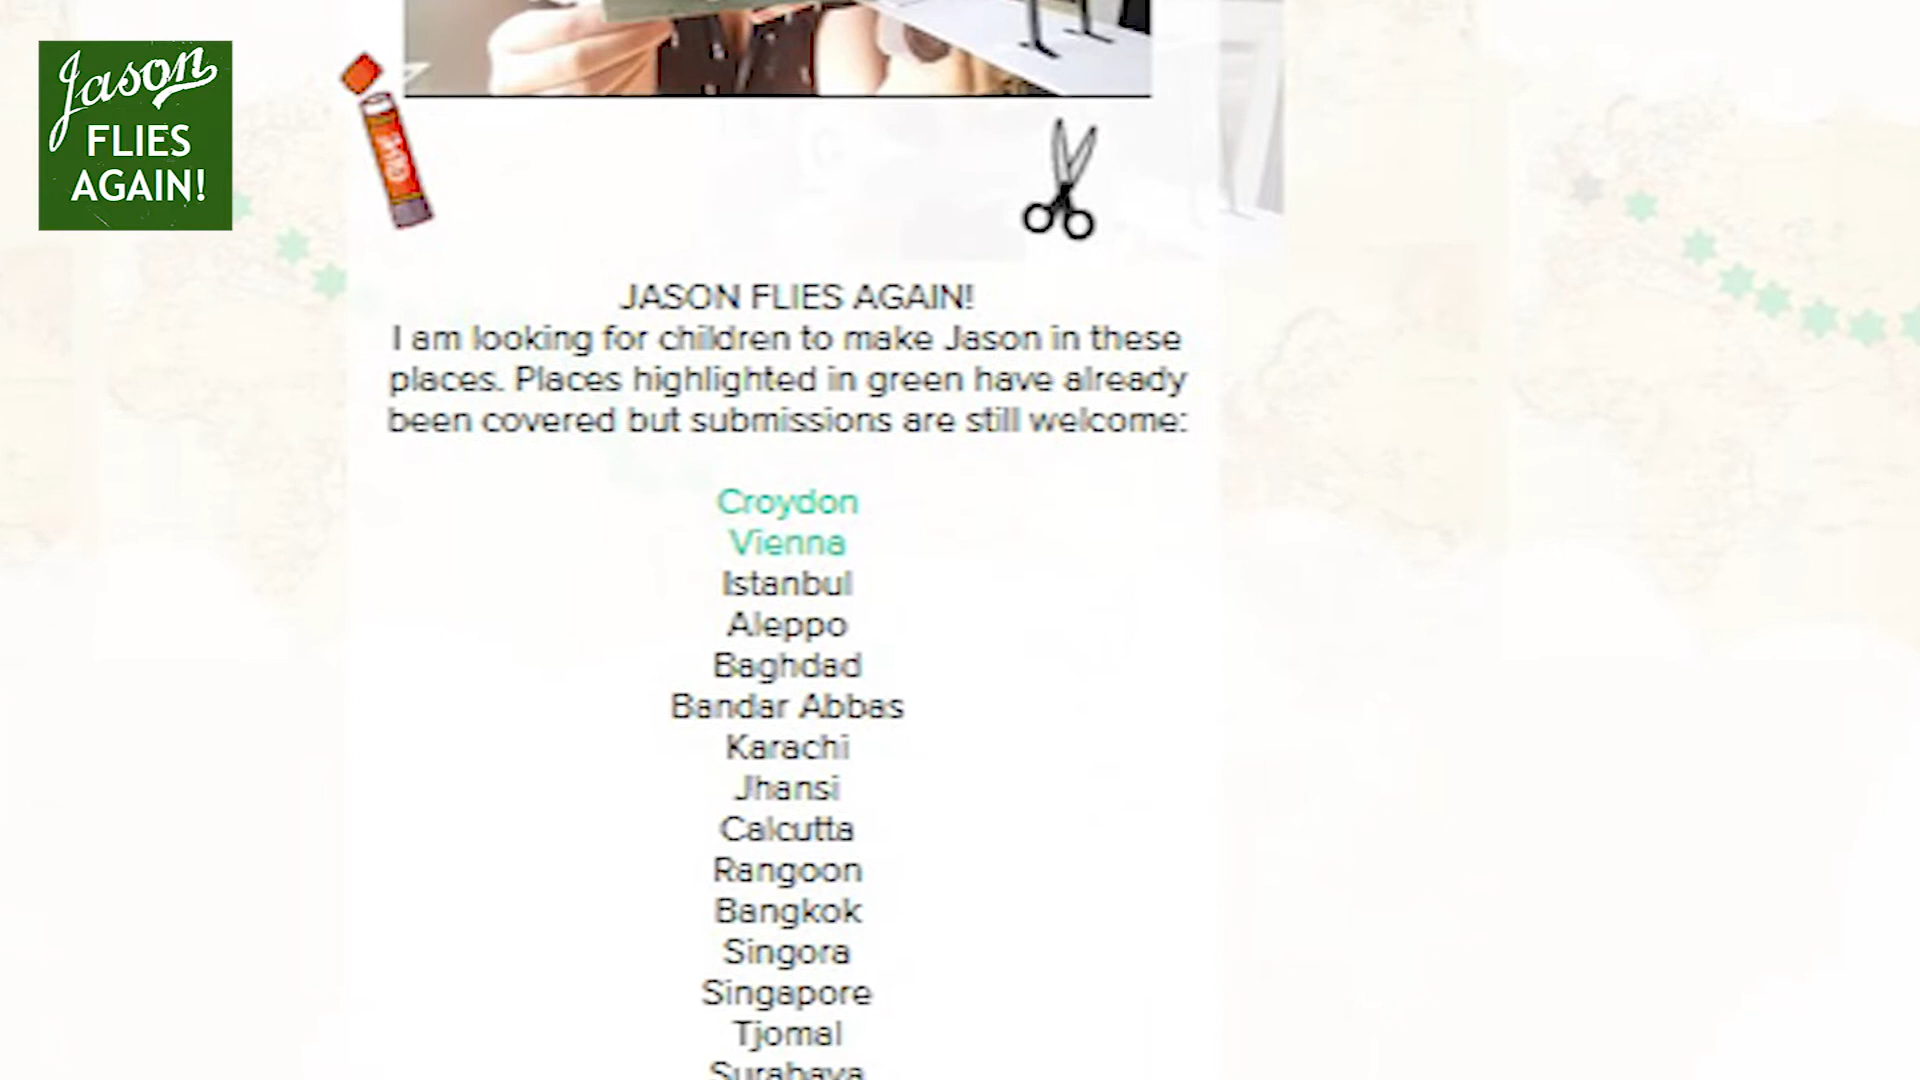 Jason
FLIES
AGAIN!
JASON FLIES AGAIN!
I am looking for children to make Jason in these
places. Places highlighted in green have already
been covered but submissions are still welcome:
Croydon
Vienna
Istanbul
Aleppo
Baghdad
Bandar Abbas
Karachi
Jhansi
Calcutta
Rangoon
Bangkok
Singora
Singapore
Tjomal
Surabaya